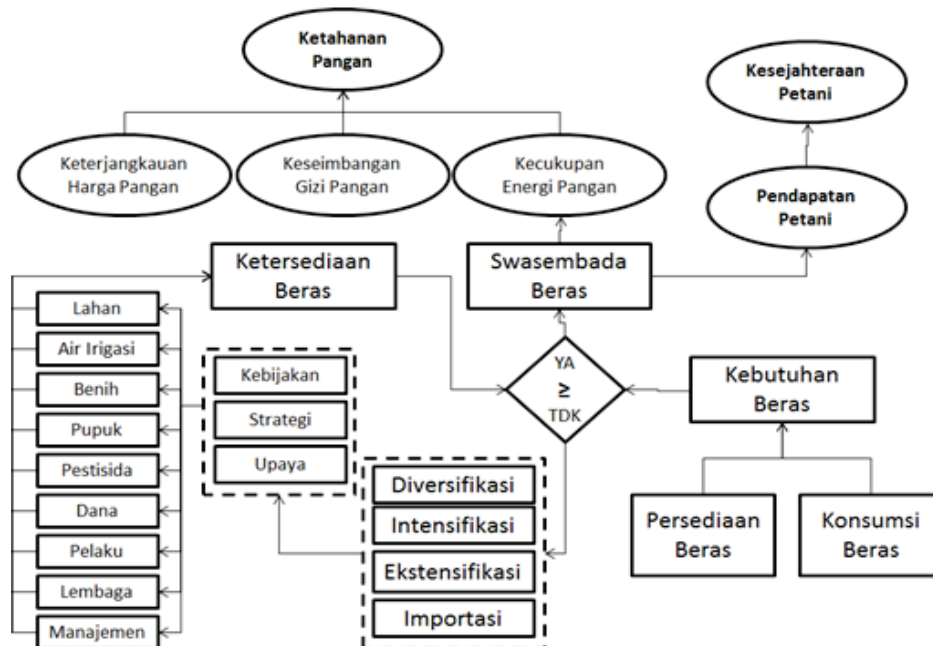 Ketahanan
Pangan
Kesejahteraan
Petani
Keterjangkauan
Harga Pangan
Keseimbangan
Gizi Pangan
Kecukupan
Energi Pangan
Pendapatan
Petani
Ketersediaan
Beras
Swasembada
Beras
Lahan
Air Irigasi
Benih
Pupuk
Pestisida
Dana
Pelaku
Lembaga
Manajemen
Kebijakan
Strategi
Upaya
YA
≥
TDK
Kebutuhan
Beras
Diversifikasi
Intensifikasi
Ekstensifikasi
Importasi
Persediaan
Beras
Konsumsi
Beras